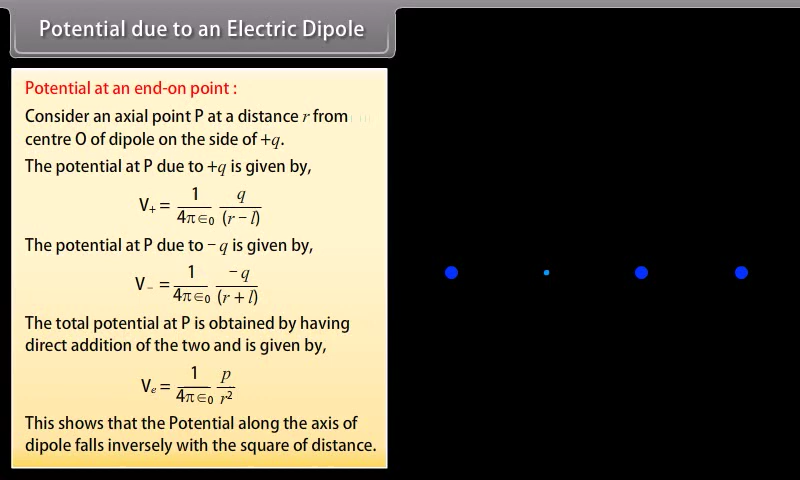 Potential due to an Electric Dipole
Potential at an end-on point :
Consider an axial point P at a distance r from
centre O of dipole on the side of +q.
The potential at P due to +q is given by,
V₊ = 1/4π∈₀ q/(r − l)
The potential at P due to − q is given by,
V₋ = 1/4π∈₀ − q/(r + l)
The total potential at P is obtained by having
direct addition of the two and is given by,
Vₑ = 1/4π∈₀ p/r²
This shows that the Potential along the axis of
dipole falls inversely with the square of distance.